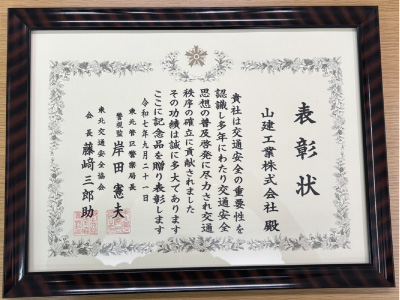 表彰状
山建工業株式会社 殿
貴社は交通安全の重要性を
認識し多年にわたり交通安全
思想の普及啓発に尽力され交通
秩序の確立に貢献されました
その功績は誠に多大であります
ここに記念品を贈り表彰します
令和七年九月二十一日
東北管区警察局長
警視監 岸田憲夫
東北交通安全協会
会長 藤﨑三郎助